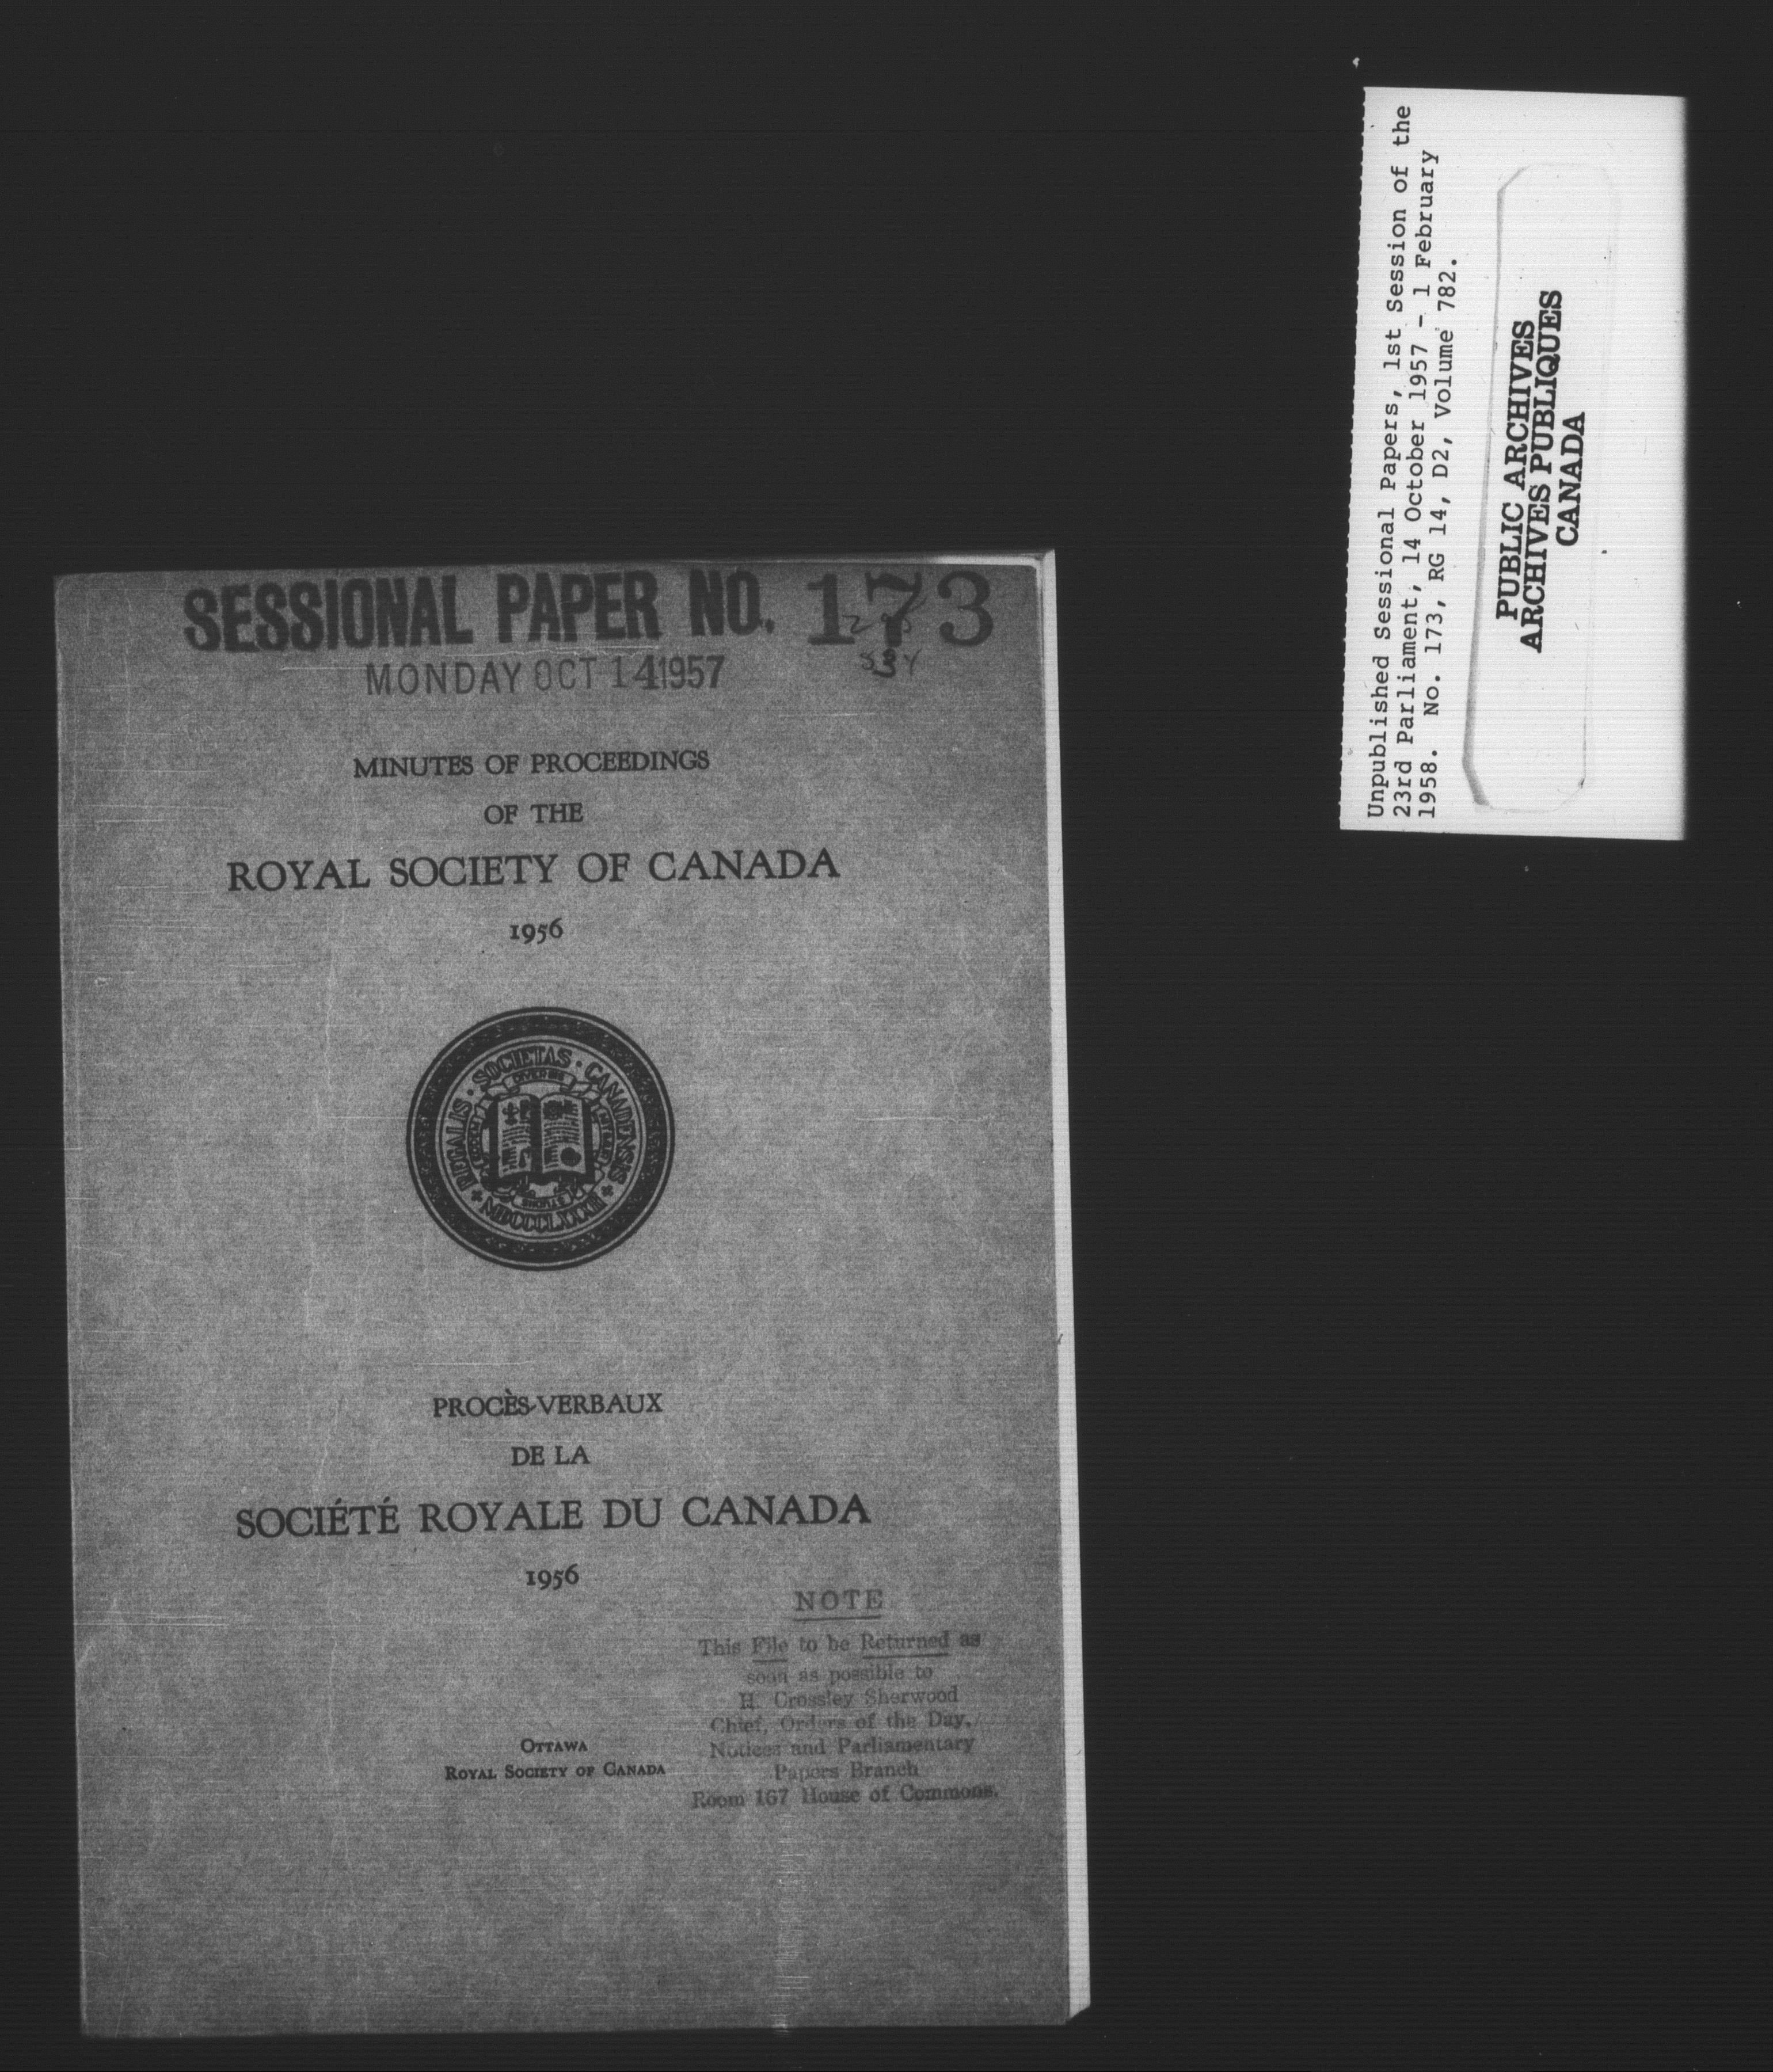 SESSIONAL PAPER NO. 173
MONDAY OCT 14 1957
MINUTES OF PROCEEDINGS
OF THE
ROYAL SOCIETY OF CANADA
1956
REGALIS · SOCIETAS · CANADENSIS
PROCÈS-VERBAUX
DE LA
SOCIÉTÉ ROYALE DU CANADA
1956
NOTE
This File to be Returned as
soon as possible to
H. Crossley Sherwood
Chief, Orders of the Day,
Notices and Parliamentary
Papers Branch
Room 167 House of Commons.
OTTAWA
ROYAL SOCIETY OF CANADA
Unpublished Sessional Papers, 1st Session of the
23rd Parliament, 14 October 1957 - 1 February
1958. No. 173, RG 14, D2, Volume 782.
PUBLIC ARCHIVES
ARCHIVES PUBLIQUES
CANADA